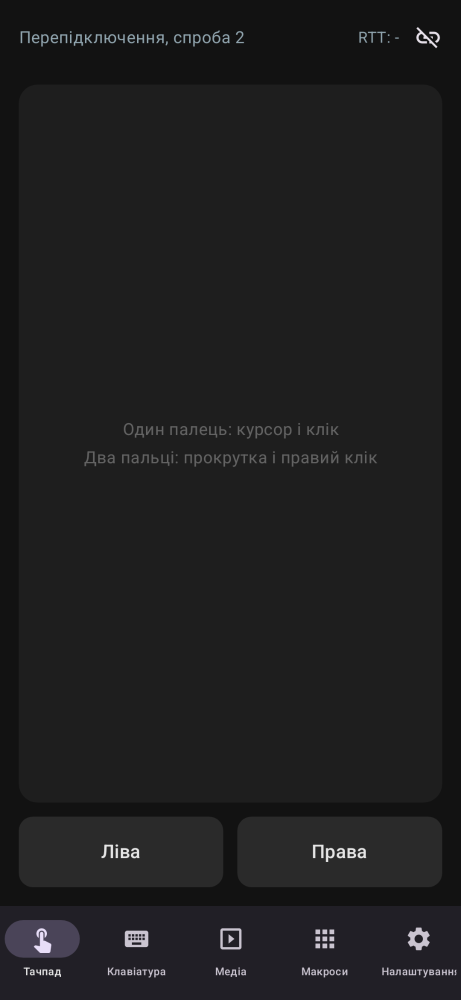 Перепідключення, спроба 2
RTT: -
Один палець: курсор і клік
Два пальці: прокрутка і правий клік
Ліва
Права
Тачпад
Клавіатура
Медіа
Макроси
Налаштуванн